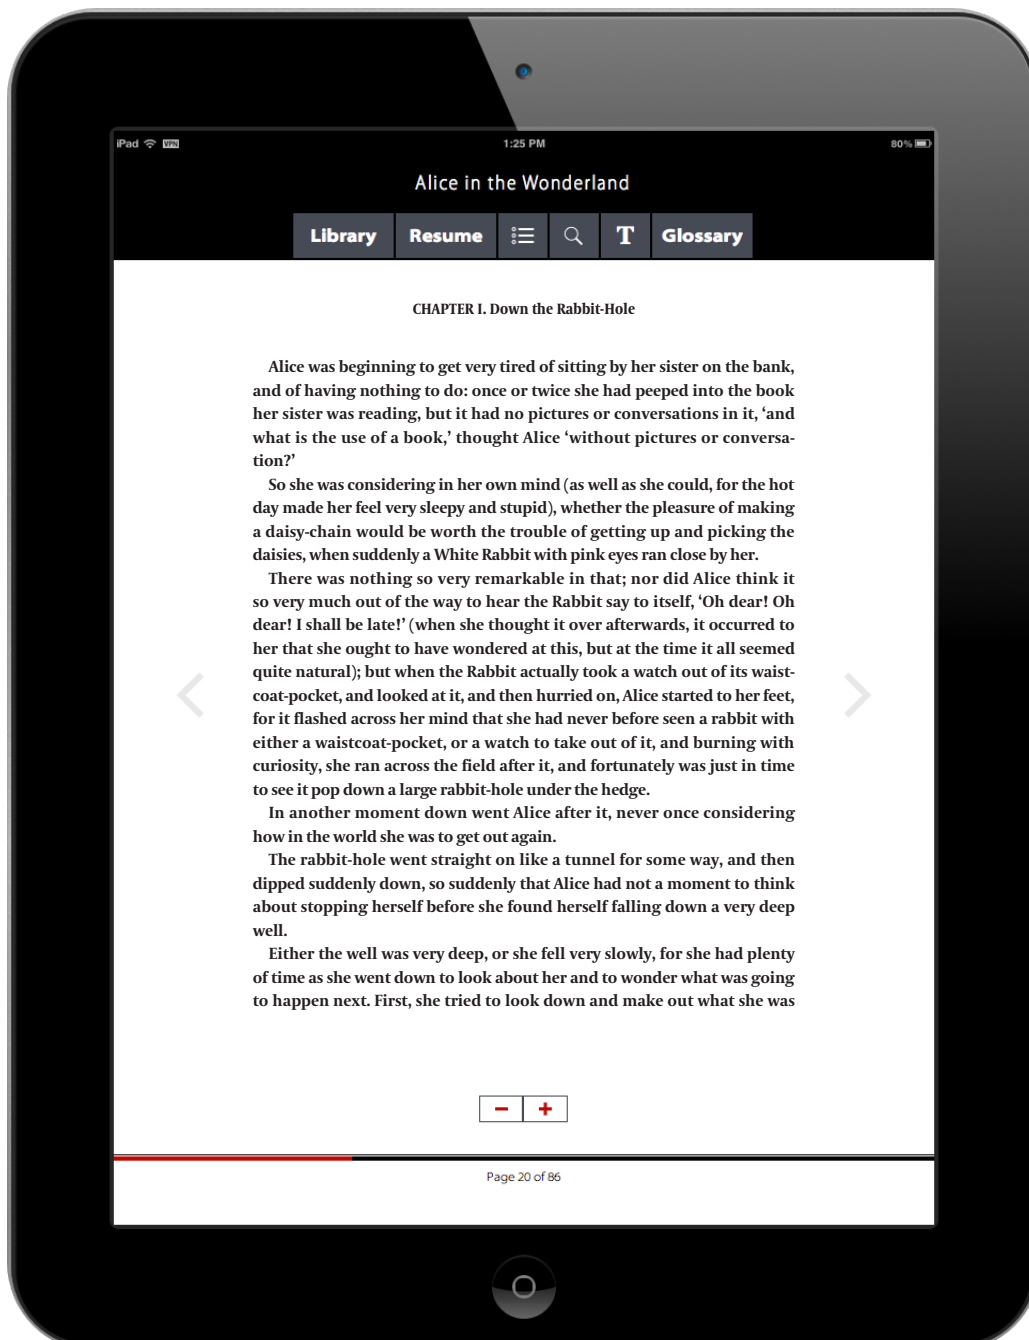 iPad VPN 1:25 PM 80%
Alice in the Wonderland
Library Resume T Glossary
CHAPTER I. Down the Rabbit-Hole
Alice was beginning to get very tired of sitting by her sister on the bank,
and of having nothing to do: once or twice she had peeped into the book
her sister was reading, but it had no pictures or conversations in it, ‘and
what is the use of a book,’ thought Alice ‘without pictures or conversa-
tion?’
So she was considering in her own mind (as well as she could, for the hot
day made her feel very sleepy and stupid), whether the pleasure of making
a daisy-chain would be worth the trouble of getting up and picking the
daisies, when suddenly a White Rabbit with pink eyes ran close by her.
There was nothing so very remarkable in that; nor did Alice think it
so very much out of the way to hear the Rabbit say to itself, ‘Oh dear! Oh
dear! I shall be late!’ (when she thought it over afterwards, it occurred to
her that she ought to have wondered at this, but at the time it all seemed
quite natural); but when the Rabbit actually took a watch out of its waist-
coat-pocket, and looked at it, and then hurried on, Alice started to her feet,
for it flashed across her mind that she had never before seen a rabbit with
either a waistcoat-pocket, or a watch to take out of it, and burning with
curiosity, she ran across the field after it, and fortunately was just in time
to see it pop down a large rabbit-hole under the hedge.
In another moment down went Alice after it, never once considering
how in the world she was to get out again.
The rabbit-hole went straight on like a tunnel for some way, and then
dipped suddenly down, so suddenly that Alice had not a moment to think
about stopping herself before she found herself falling down a very deep
well.
Either the well was very deep, or she fell very slowly, for she had plenty
of time as she went down to look about her and to wonder what was going
to happen next. First, she tried to look down and make out what she was
− +
Page 20 of 86